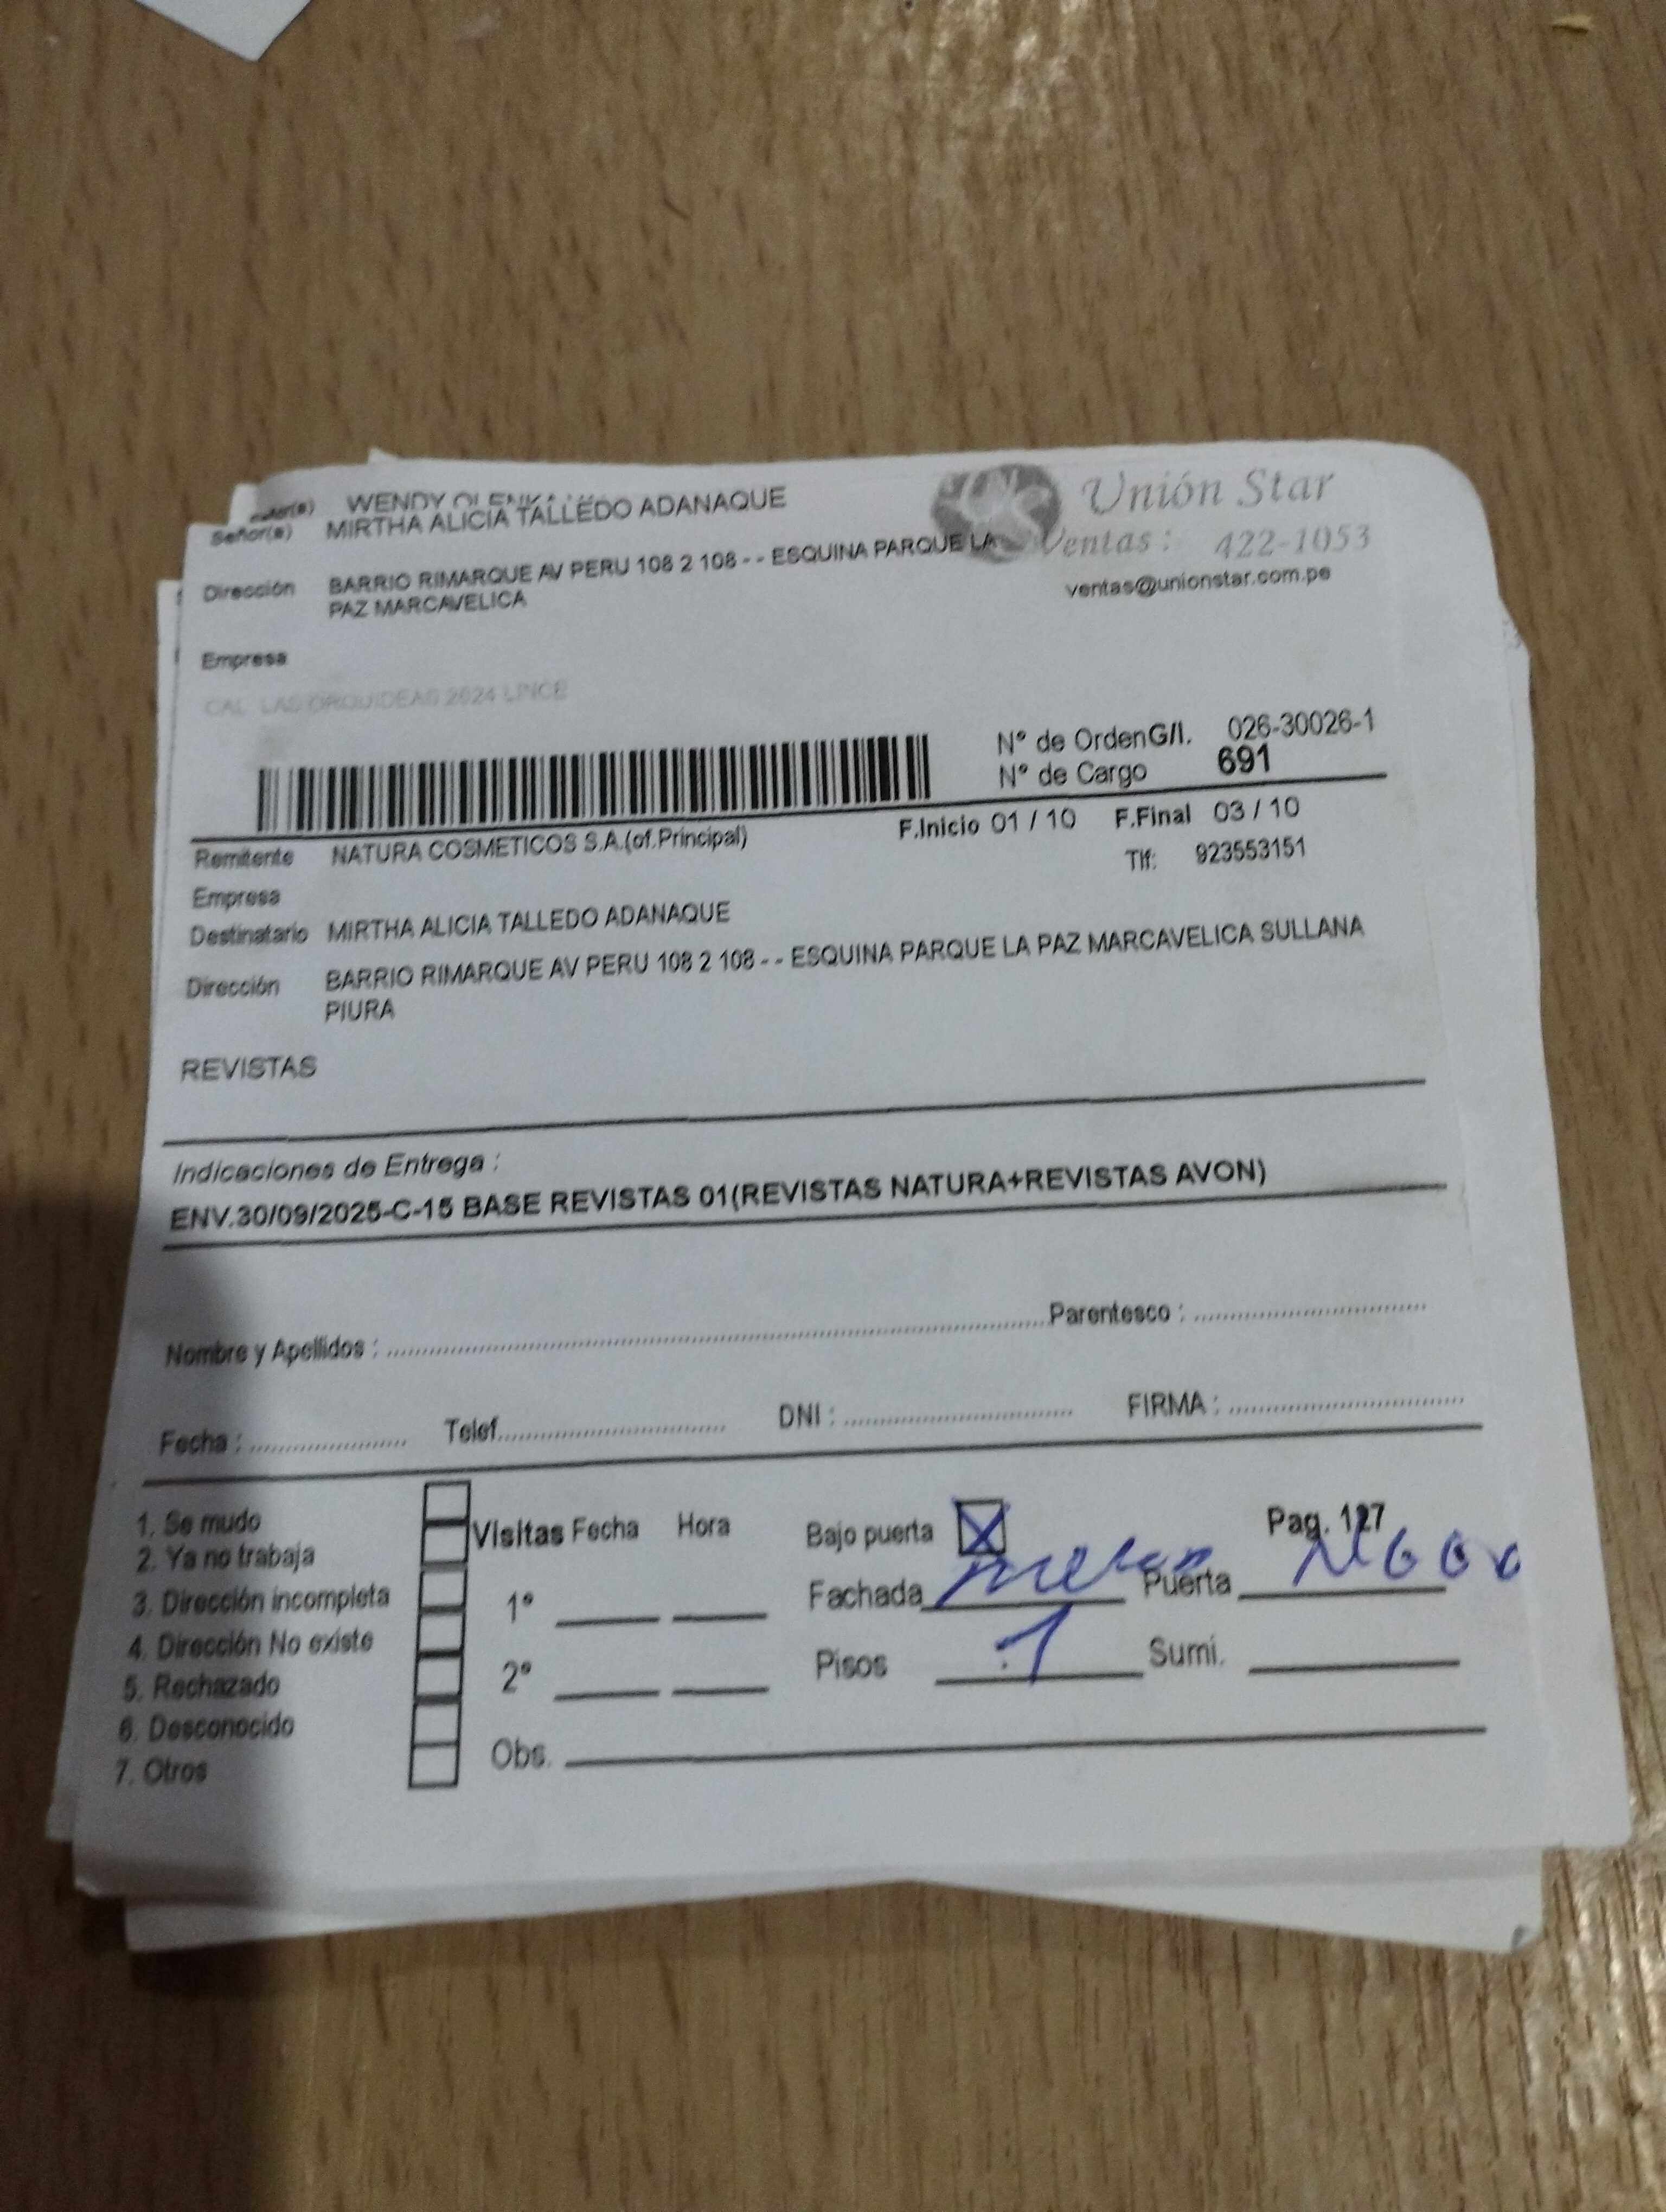 Señor(a) WENDY
Señor(a) MIRTHA ALICIA TALLEDO ADANAQUE
Unión Star
Ventas : 422-1053
ventas@unionstar.com.pe
Dirección BARRIO RIMARQUE AV PERU 108 2 108 - - ESQUINA PARQUE LA
PAZ MARCAVELICA
Empresa
CAL LAS ORQUIDEAS 2624 LINCE
N° de Orden G/I. 026-30026-1
N° de Cargo 691
F.Inicio 01 / 10 F.Final 03 / 10
Remitente NATURA COSMETICOS S.A.(of.Principal)
Tlf: 923553151
Empresa
Destinatario MIRTHA ALICIA TALLEDO ADANAQUE
Dirección BARRIO RIMARQUE AV PERU 108 2 108 - - ESQUINA PARQUE LA PAZ MARCAVELICA SULLANA
PIURA
REVISTAS
Indicaciones de Entrega :
ENV.30/09/2025-C-15 BASE REVISTAS 01(REVISTAS NATURA+REVISTAS AVON)
Nombre y Apellidos : Parentesco :
Fecha : Telef. DNI : FIRMA :
1. Se mudo
2. Ya no trabaja
3. Dirección incompleta
4. Dirección No existe
5. Rechazado
6. Desconocido
7. Otros
Visitas Fecha Hora
1°
2°
Obs.
Bajo puerta X Pag. 127
Fachada Puerta
Pisos 1 Sumi.